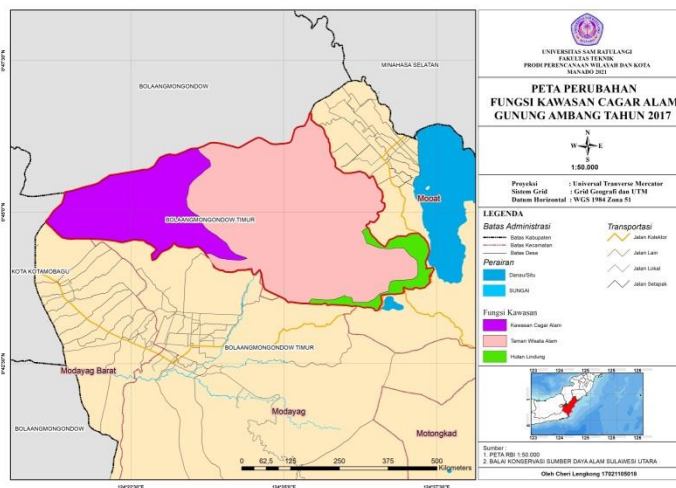 UNIVERSITAS SAM RATULANGI
FAKULTAS TEKNIK
PRODI PERENCANAAN WILAYAH DAN KOTA
MANADO 2021
PETA PERUBAHAN
FUNGSI KAWASAN CAGAR ALAM
GUNUNG AMBANG TAHUN 2017
N
W E
S
1:50.000
Proyeksi : Universal Transverse Mercator
Sistem Grid : Grid Geografi dan UTM
Datum Horizontal : WGS 1984 Zona 51
LEGENDA
Batas Administrasi
Batas Kabupaten
Batas Kecamatan
Batas Desa
Perairan
Danau/Situ
SUNGAI
Transportasi
Jalan Kolektor
Jalan Lain
Jalan Lokal
Jalan Setapak
Fungsi Kawasan
Kawasan Cagar Alam
Taman Wisata Alam
Hutan Lindung
Sumber :
1. PETA RBI 1:50.000
2. BALAI KONSERVASI SUMBER DAYA ALAM SULAWESI UTARA
Oleh Cheri Lengkong 17021105018
MINAHASA SELATAN
BOLAANGMONGONDOW
Mooat
BOLAANGMONGONDOW TIMUR
KOTA KOTAMOBAGU
BOLAANGMONGONDOW TIMUR
Modayag Barat
Modayag
BOLAANGMONGONDOW
Motongkad
0 62,5 125 250 375 500
Kilometers